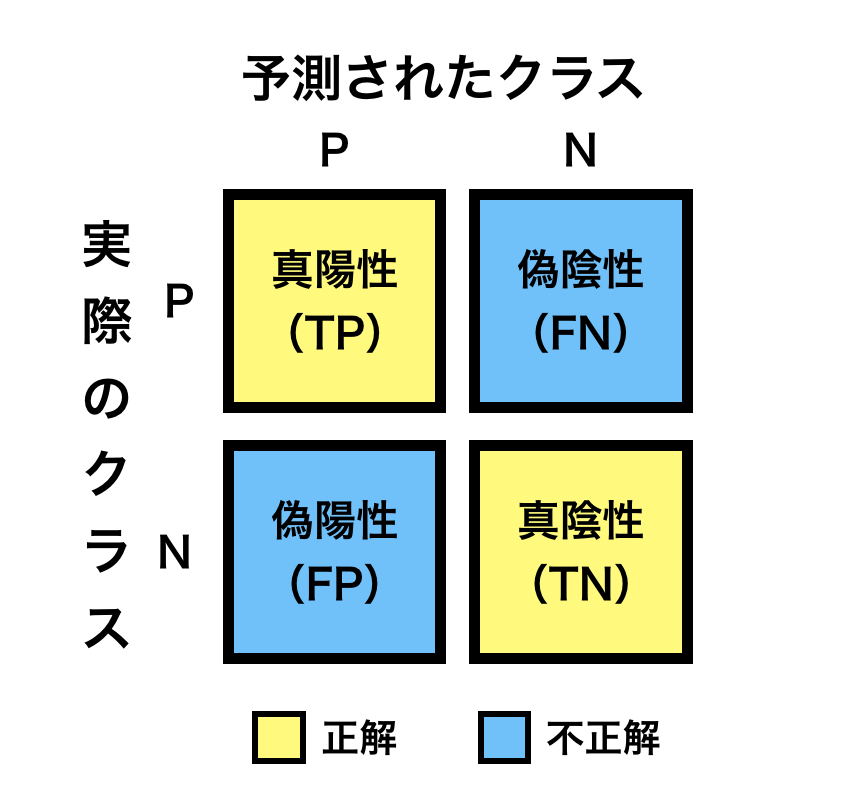 予測されたクラス
P
N
実際のクラス
P
真陽性
（TP）
偽陰性
（FN）
N
偽陽性
（FP）
真陰性
（TN）
正解
不正解